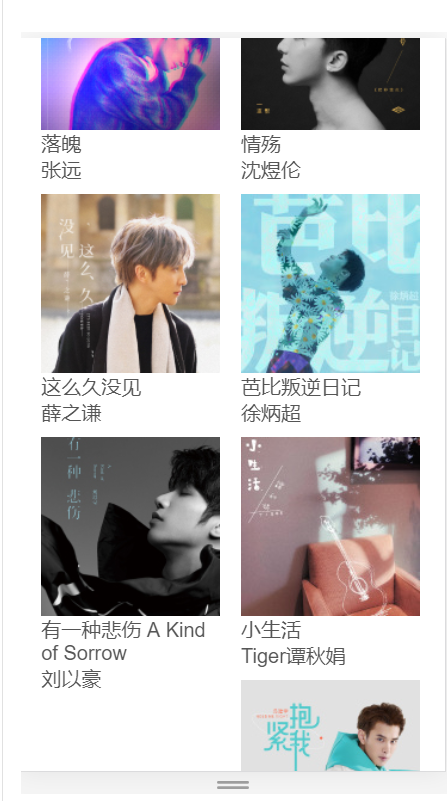 落魄
张远
情殇
沈煜伦
没见
这么久
这么久没见
薛之谦
芭比
徐炳超
叛逆日记
芭比叛逆日记
徐炳超
有一种 悲伤
有一种悲伤 A Kind
of Sorrow
刘以豪
小生活
小生活
Tiger谭秋娟
抱紧我